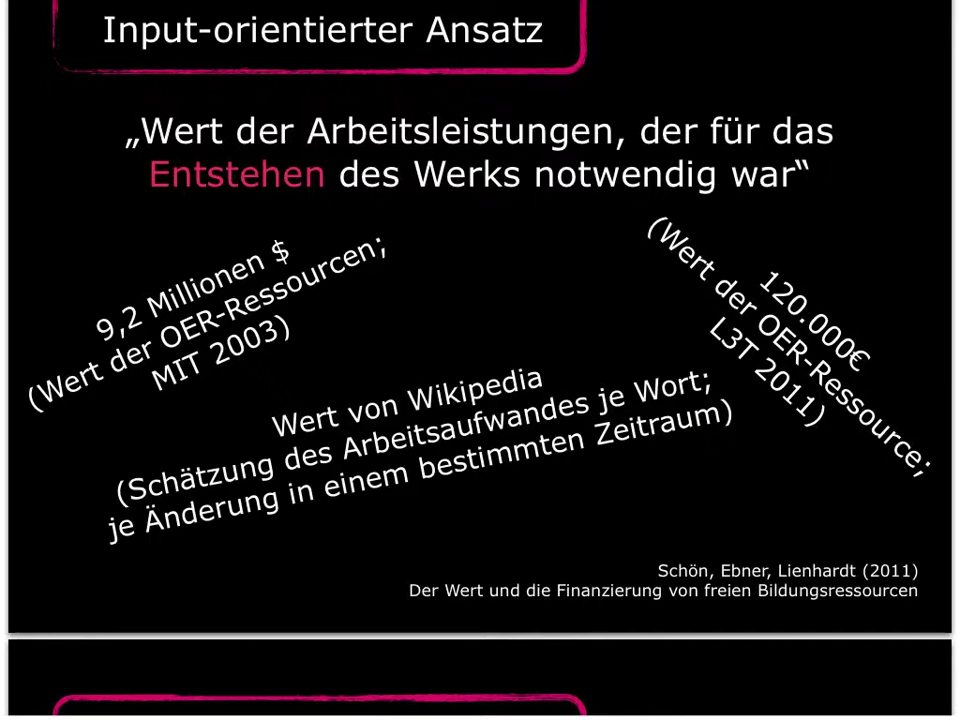 Input-orientierter Ansatz
„Wert der Arbeitsleistungen, der für das
Entstehen des Werks notwendig war“
9,2 Millionen $
(Wert der OER-Ressourcen;
MIT 2003)
120.000€
(Wert der OER-Ressource;
L3T 2011)
Wert von Wikipedia
(Schätzung des Arbeitsaufwandes je Wort;
je Änderung in einem bestimmten Zeitraum)
Schön, Ebner, Lienhardt (2011)
Der Wert und die Finanzierung von freien Bildungsressourcen